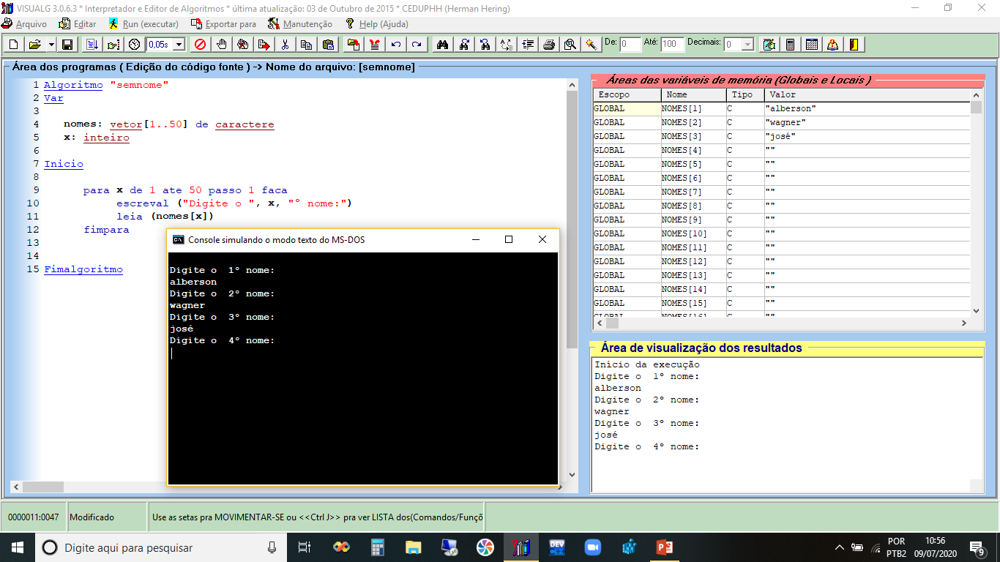 VISUALG 3.0.6.3 * Interpretador e Editor de Algoritmos * última atualização: 03 de Outubro de 2015 * CEDUPHH (Herman Hering)
Arquivo Editar Run (executar) Exportar para Manutenção Help (Ajuda)
0,05s De: 0 Até: 100 Decimais: 0
Área dos programas ( Edição do código fonte ) -> Nome do arquivo: [semnome]
1 Algoritmo "semnome"
2 Var
3
4 nomes: vetor[1..50] de caractere
5 x: inteiro
6
7 Inicio
8
9 para x de 1 ate 50 passo 1 faca
10 escreval ("Digite o ", x, "° nome:")
11 leia (nomes[x])
12 fimpara
13
14
15 Fimalgoritmo
Console simulando o modo texto do MS-DOS
Digite o  1° nome:
alberson
Digite o  2° nome:
wagner
Digite o  3° nome:
josé
Digite o  4° nome:
Áreas das variáveis de memória (Globais e Locais )
Escopo Nome Tipo Valor
GLOBAL NOMES[1] C "alberson"
GLOBAL NOMES[2] C "wagner"
GLOBAL NOMES[3] C "josé"
GLOBAL NOMES[4] C ""
GLOBAL NOMES[5] C ""
GLOBAL NOMES[6] C ""
GLOBAL NOMES[7] C ""
GLOBAL NOMES[8] C ""
GLOBAL NOMES[9] C ""
GLOBAL NOMES[10] C ""
GLOBAL NOMES[11] C ""
GLOBAL NOMES[12] C ""
GLOBAL NOMES[13] C ""
GLOBAL NOMES[14] C ""
GLOBAL NOMES[15] C ""
GLOBAL NOMES[16] C ""
Área de visualização dos resultados
Início da execução
Digite o  1° nome:
alberson
Digite o  2° nome:
wagner
Digite o  3° nome:
josé
Digite o  4° nome:
0000011:0047 Modificado Use as setas pra MOVIMENTAR-SE ou <<Ctrl J>> pra ver LISTA dos(Comandos/Funçõ
Digite aqui para pesquisar
DEV
POR
PTB2
10:56
09/07/2020
9